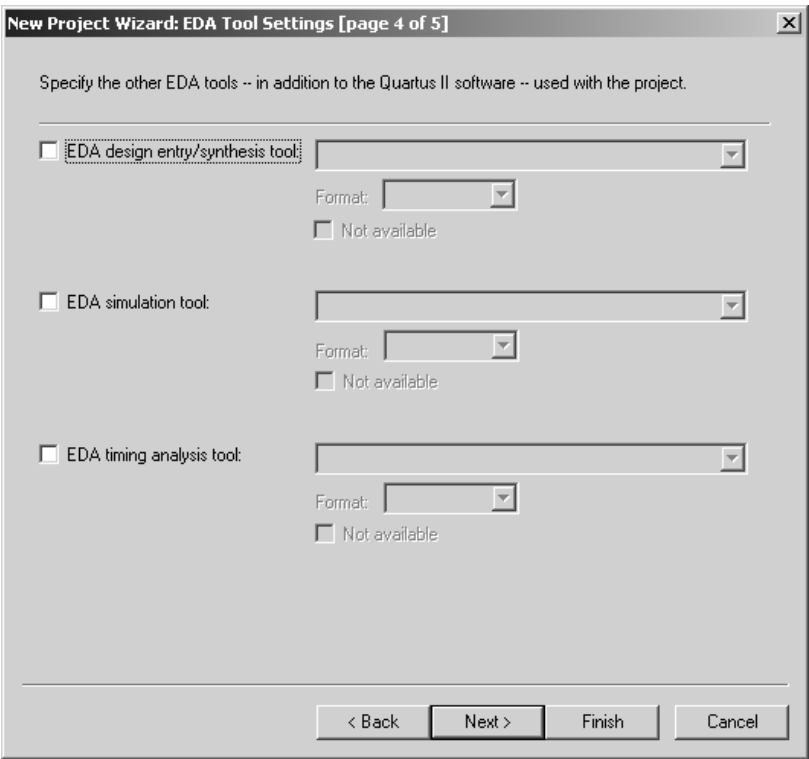 New Project Wizard: EDA Tool Settings [page 4 of 5]
Specify the other EDA tools -- in addition to the Quartus II software -- used with the project.
EDA design entry/synthesis tool:
Format:
Not available
EDA simulation tool:
Format:
Not available
EDA timing analysis tool:
Format:
Not available
< Back Next > Finish Cancel